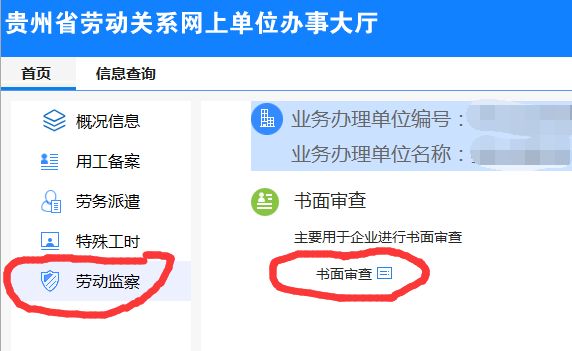 贵州省劳动关系网上单位办事大厅
首页 信息查询
概况信息
用工备案
劳务派遣
特殊工时
劳动监察
业务办理单位编号：
业务办理单位名称：
书面审查
主要用于企业进行书面审查
书面审查